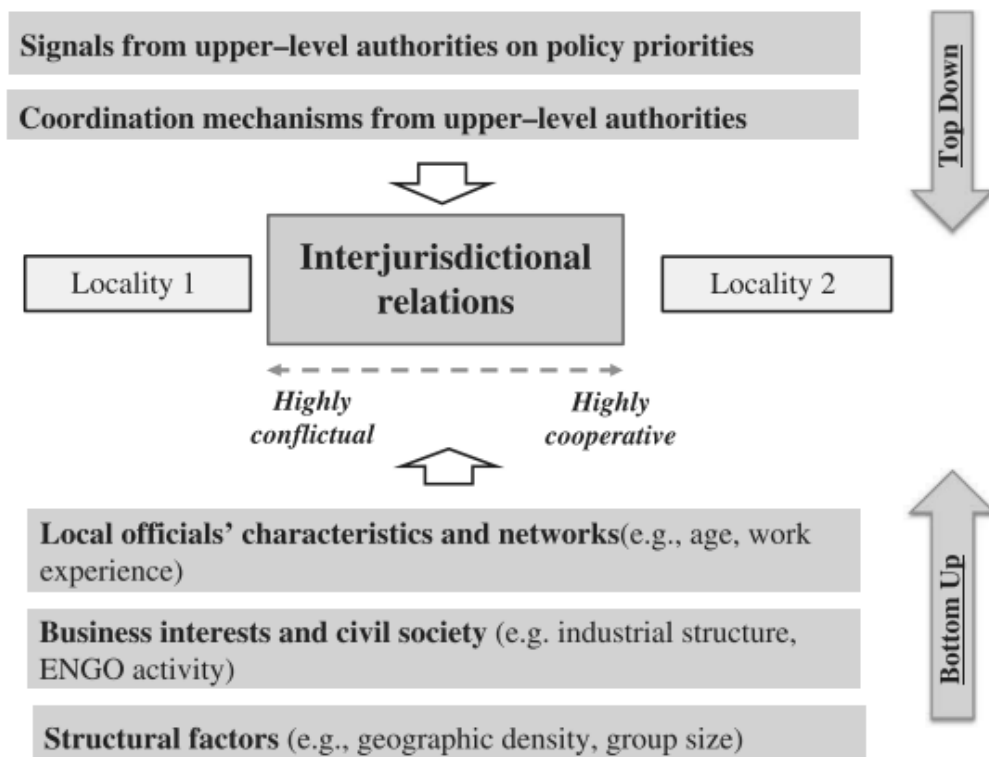 Signals from upper–level authorities on policy priorities
Coordination mechanisms from upper–level authorities
Top Down
Interjurisdictional
relations
Locality 1
Locality 2
Highly
conflictual
Highly
cooperative
Local officials’ characteristics and networks(e.g., age, work
experience)
Business interests and civil society (e.g. industrial structure,
ENGO activity)
Structural factors (e.g., geographic density, group size)
Bottom Up